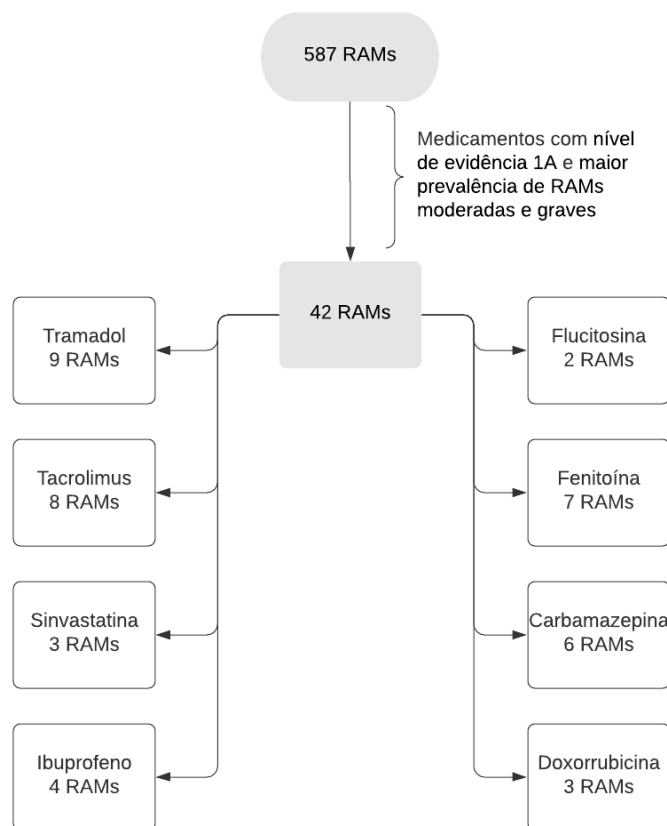 587 RAMs
Medicamentos com nível
de evidência 1A e maior
prevalência de RAMs
moderadas e graves
42 RAMs
Tramadol
9 RAMs
Flucitosina
2 RAMs
Tacrolimus
8 RAMs
Fenitoína
7 RAMs
Sinvastatina
3 RAMs
Carbamazepina
6 RAMs
Ibuprofeno
4 RAMs
Doxorrubicina
3 RAMs